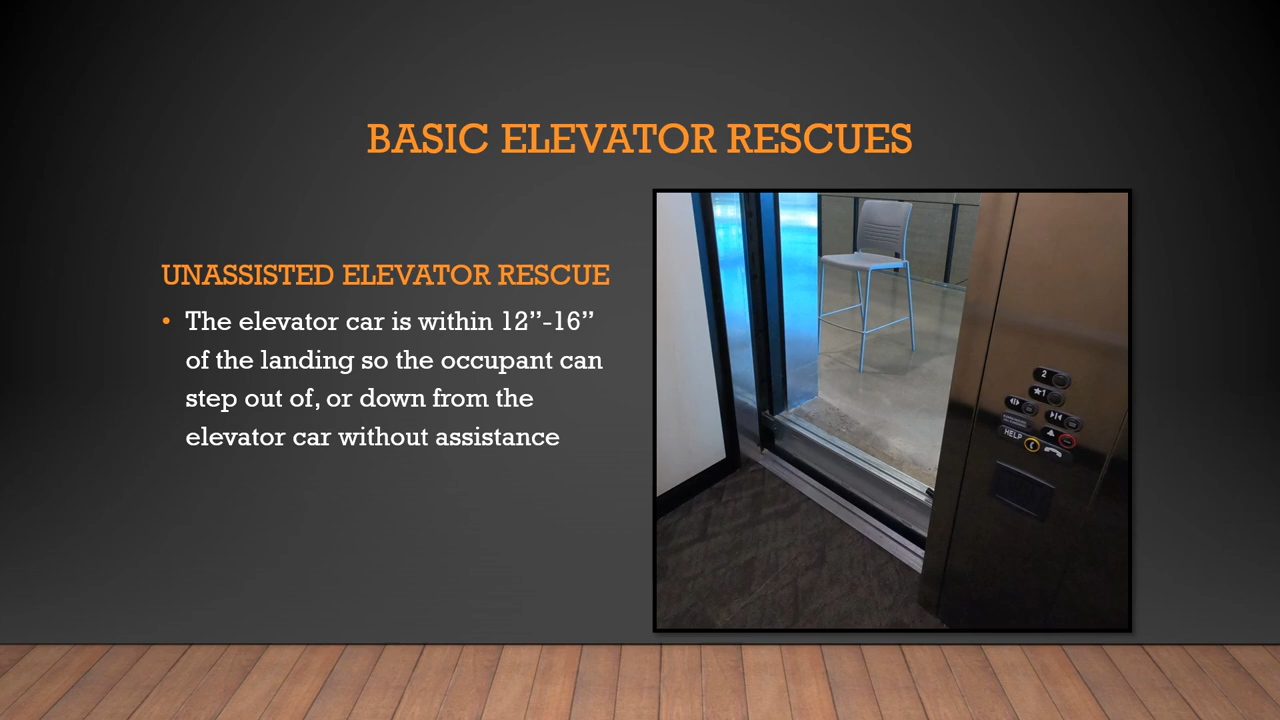 BASIC ELEVATOR RESCUES
UNASSISTED ELEVATOR RESCUE
• The elevator car is within 12”-16”
of the landing so the occupant can
step out of, or down from the
elevator car without assistance
2
★1
HELP